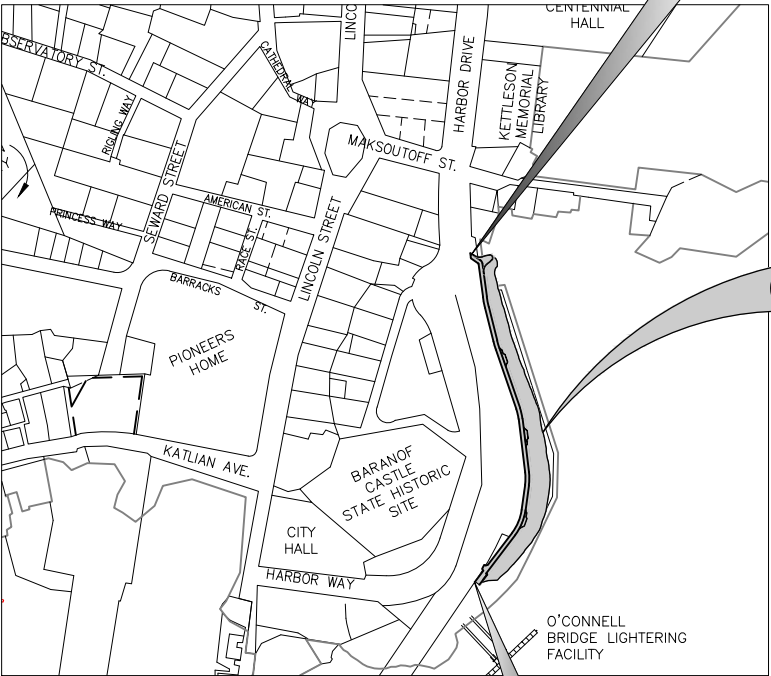 CENTENNIAL
HALL
LINCO
BSERVATORY ST.
CATHEDRAL WAY
HARBOR DRIVE
KETTLESON
MEMORIAL
LIBRARY
RIGLING WAY
MAKSOUTOFF ST.
SEWARD STREET
AMERICAN ST.
PRINCESS WAY
RACE ST.
LINCOLN STREET
BARRACKS
ST.
PIONEERS
HOME
KATLIAN AVE.
BARANOF
CASTLE
STATE HISTORIC
SITE
CITY
HALL
HARBOR WAY
O'CONNELL
BRIDGE LIGHTERING
FACILITY